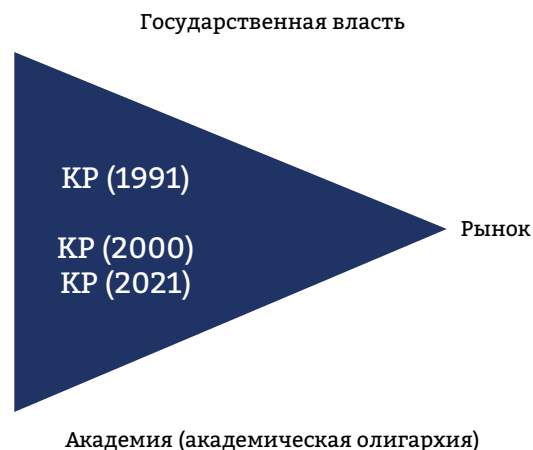 Государственная власть
КР (1991)
Рынок
КР (2000)
КР (2021)
Академия (академическая олигархия)